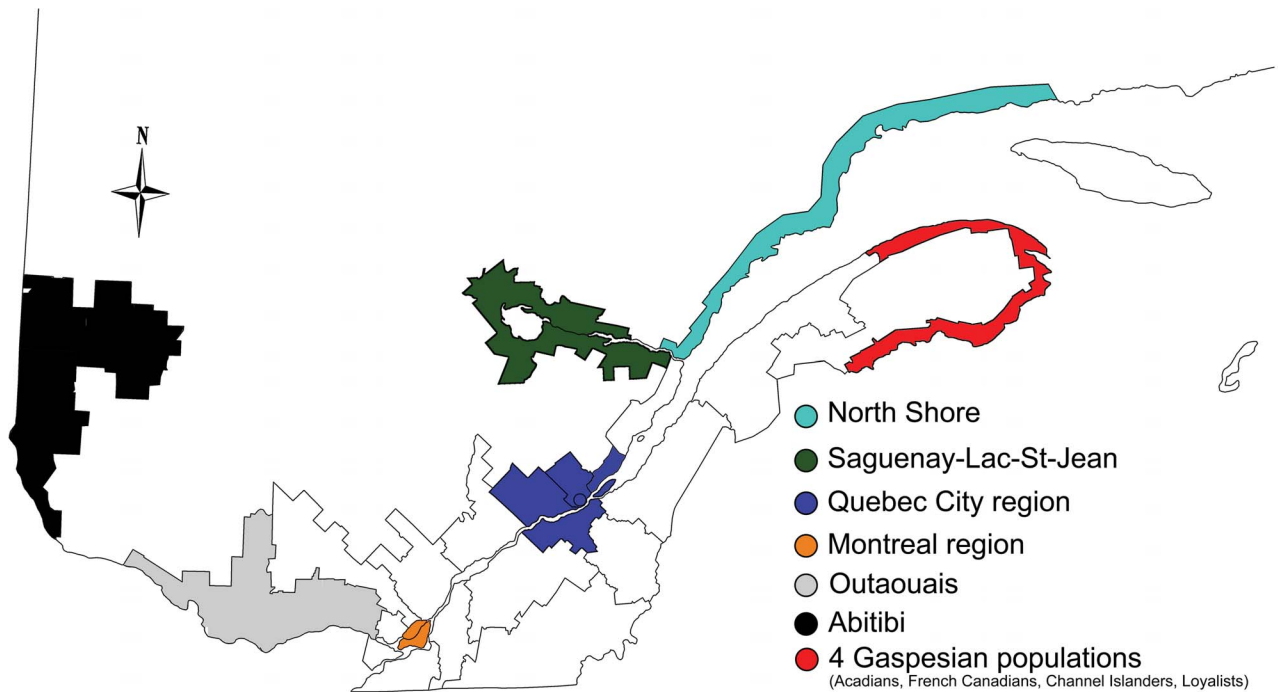 N
North Shore
Saguenay-Lac-St-Jean
Quebec City region
Montreal region
Outaouais
Abitibi
4 Gaspesian populations
(Acadians, French Canadians, Channel Islanders, Loyalists)